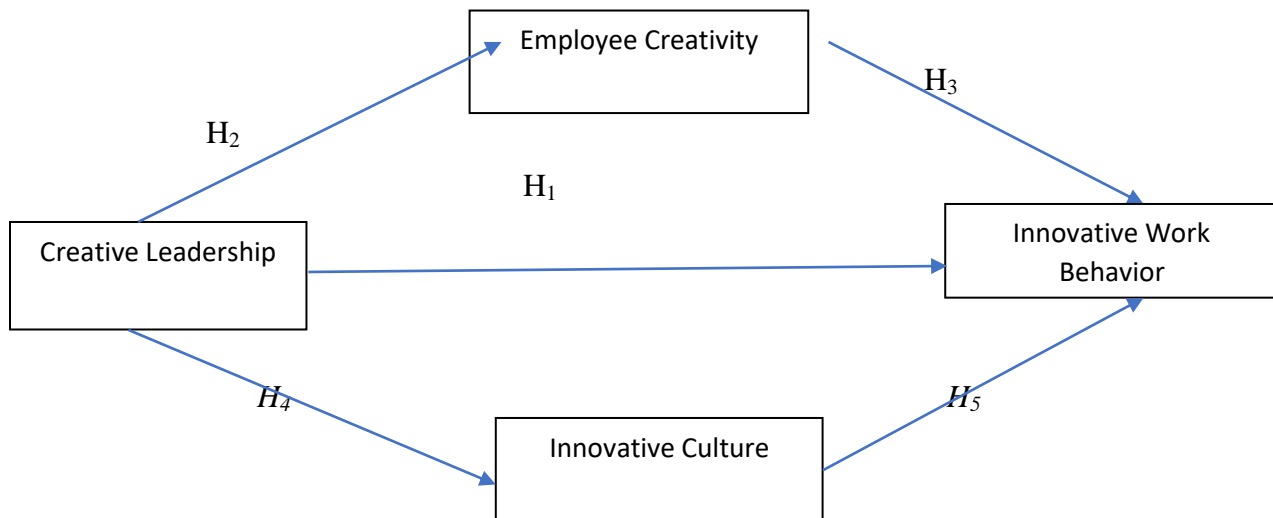 Employee Creativity
H3
H2
H1
Creative Leadership
Innovative Work
Behavior
H4
H5
Innovative Culture